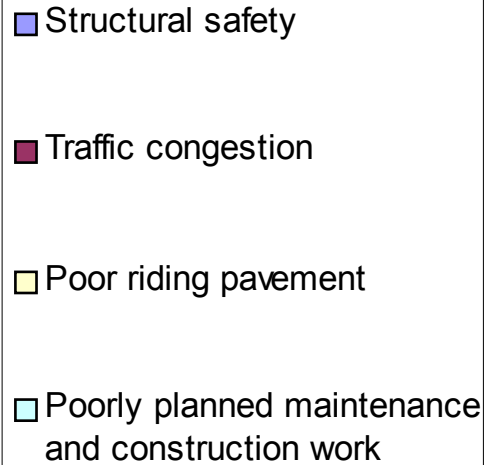 Structural safety
Traffic congestion
Poor riding pavement
Poorly planned maintenance
and construction work